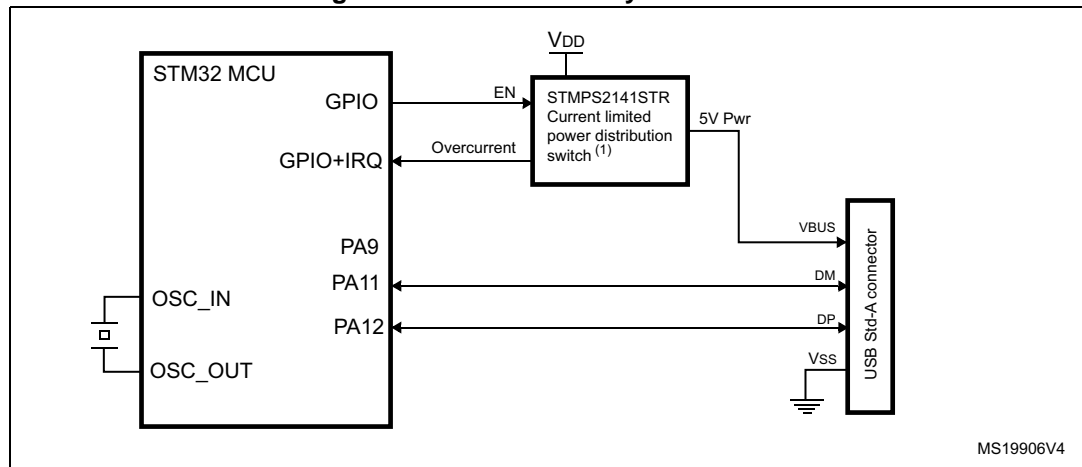 VDD
STM32 MCU
GPIO
EN
STMPS2141STR
Current limited
power distribution
switch (1)
5V Pwr
Overcurrent
GPIO+IRQ
PA9
VBUS
PA11
DM
OSC_IN
PA12
DP
OSC_OUT
VSS
USB Std-A connector
MS19906V4